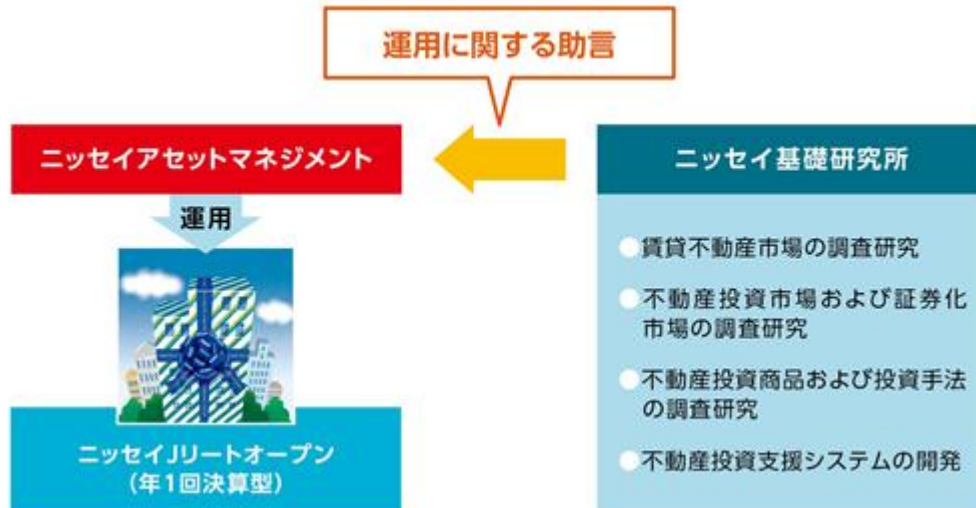 運用に関する助言
ニッセイアセットマネジメント
運用
ニッセイJリートオープン
(年1回決算型)
ニッセイ基礎研究所
●賃貸不動産市場の調査研究
●不動産投資市場および証券化
市場の調査研究
●不動産投資商品および投資手法
の調査研究
●不動産投資支援システムの開発